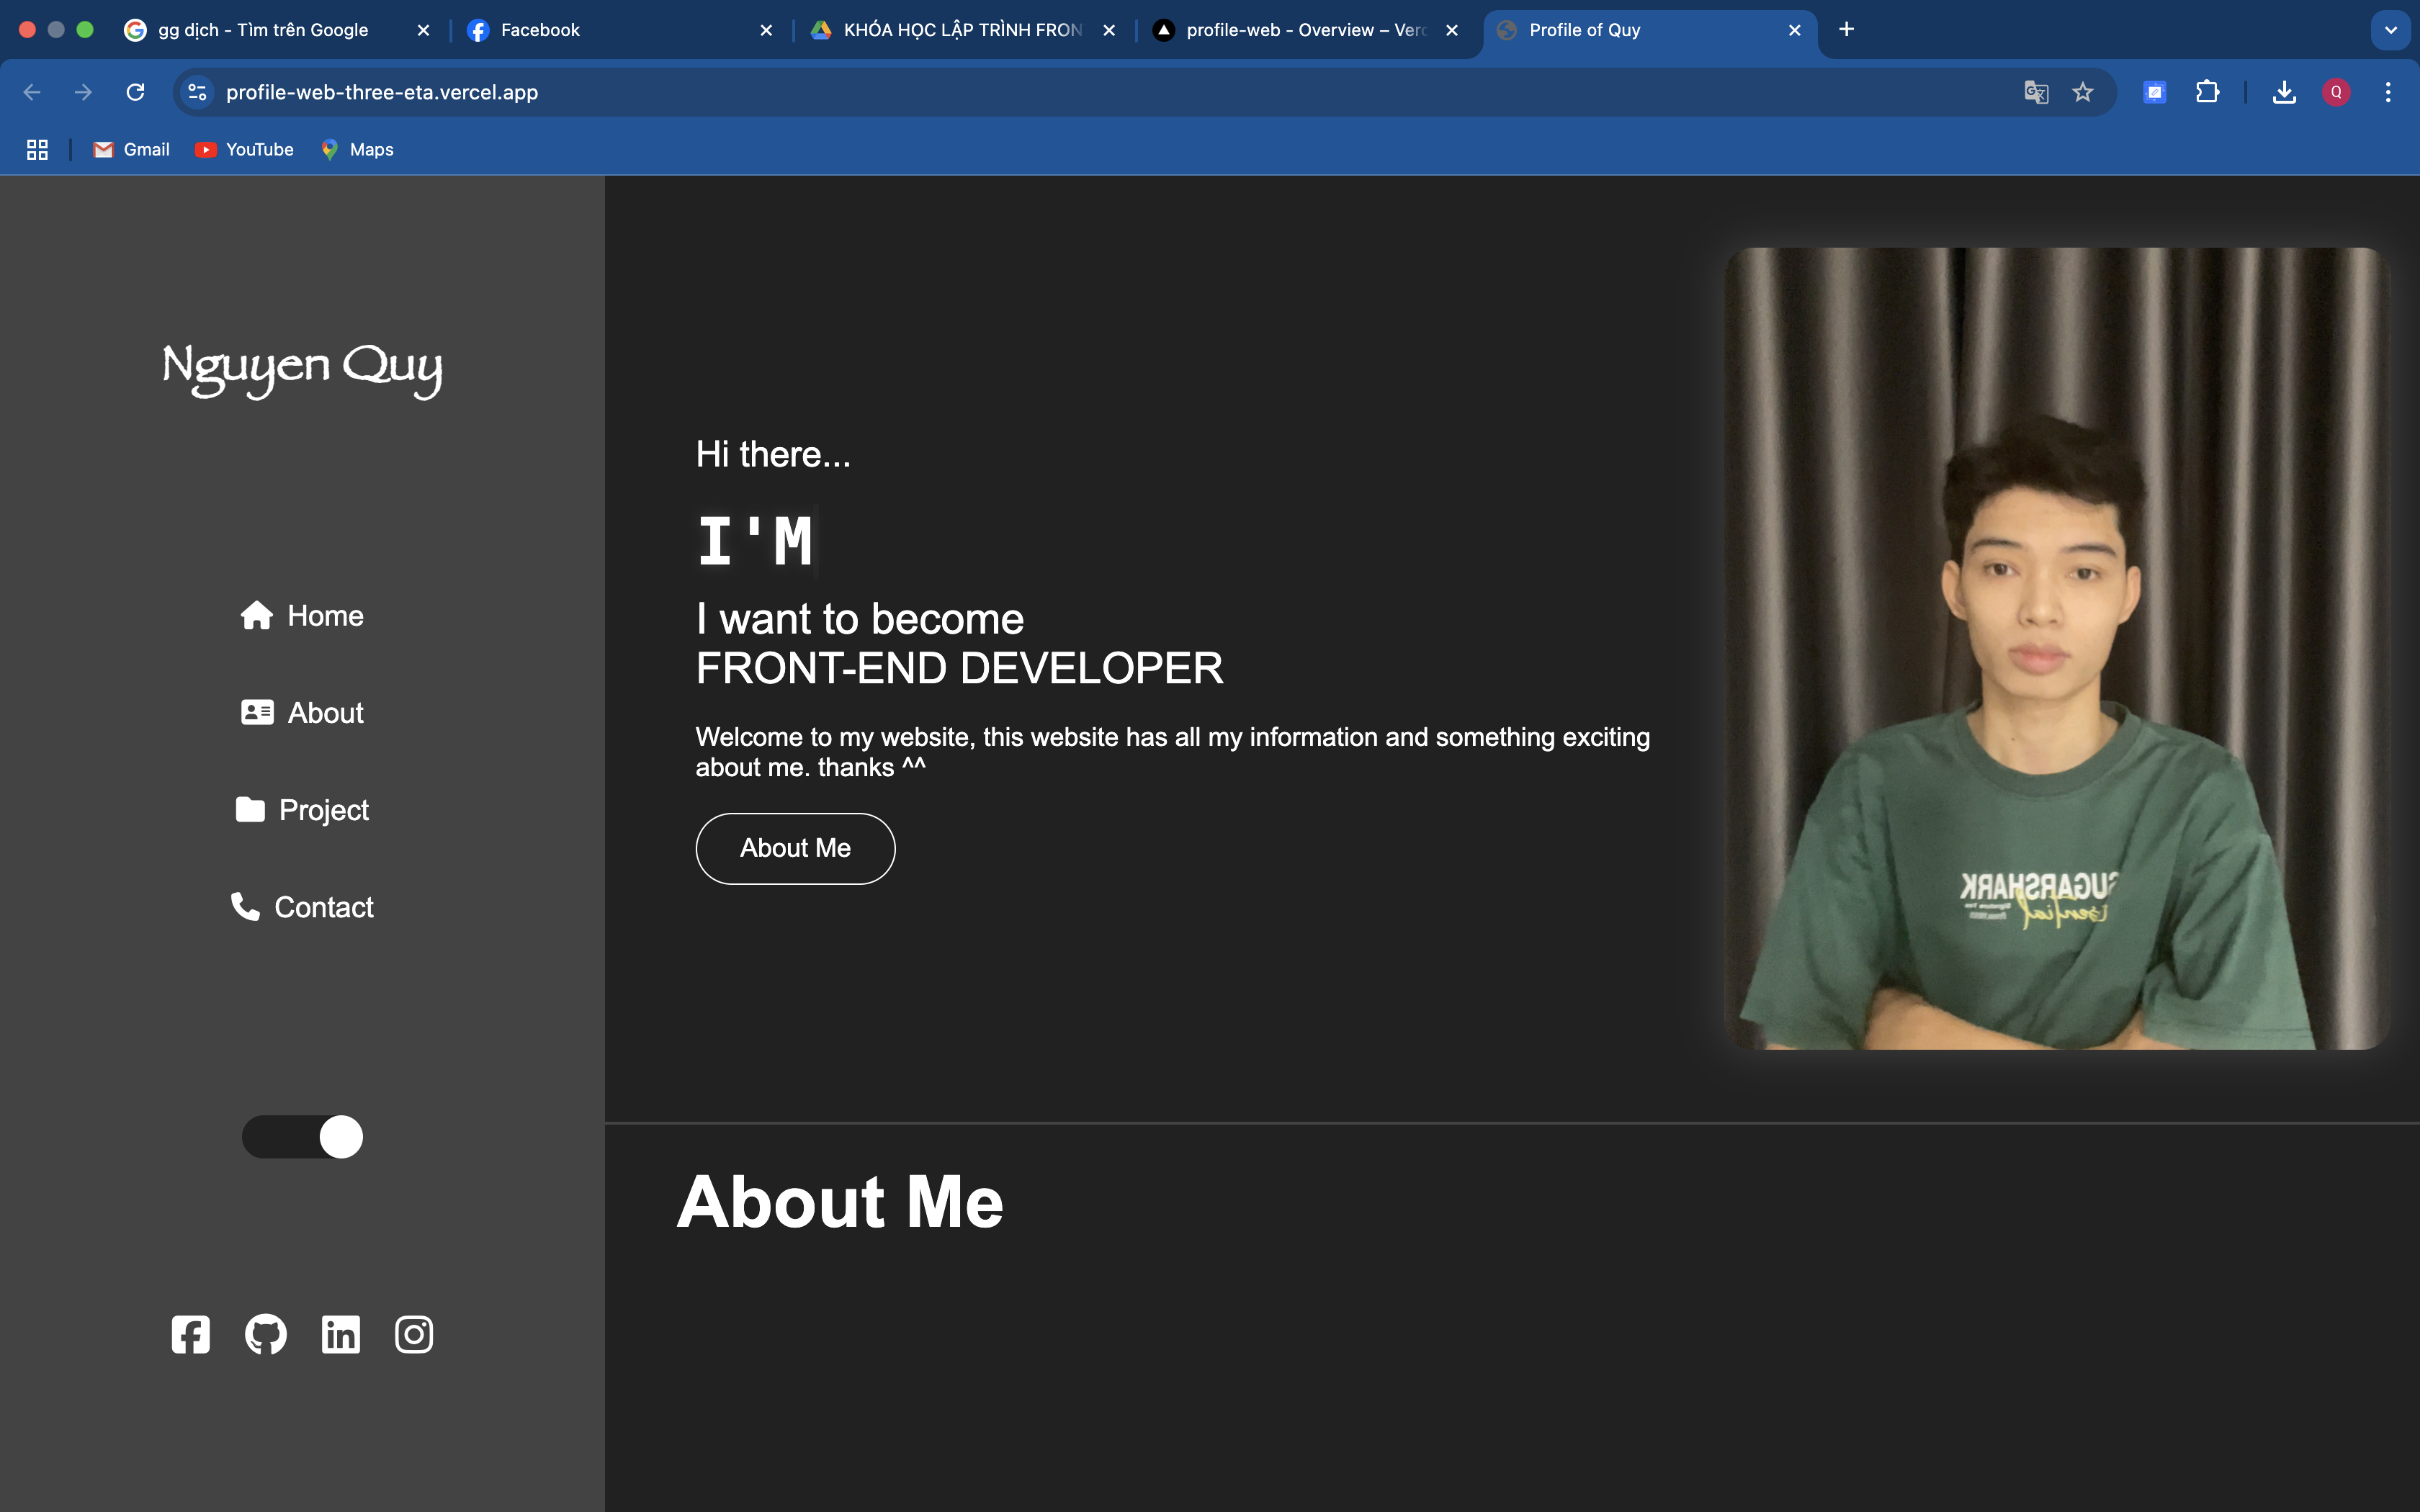 gg dịch - Tìm trên Google
Facebook
KHÓA HỌC LẬP TRÌNH FRON
profile-web - Overview – Verc
Profile of Quy
profile-web-three-eta.vercel.app
Q
Gmail
YouTube
Maps
Nguyen Quy
Home
About
Project
Contact
Hi there...
I'M
I want to become
FRONT-END DEVELOPER
Welcome to my website, this website has all my information and something exciting
about me. thanks ^^
About Me
SUGARSHARK
About Me